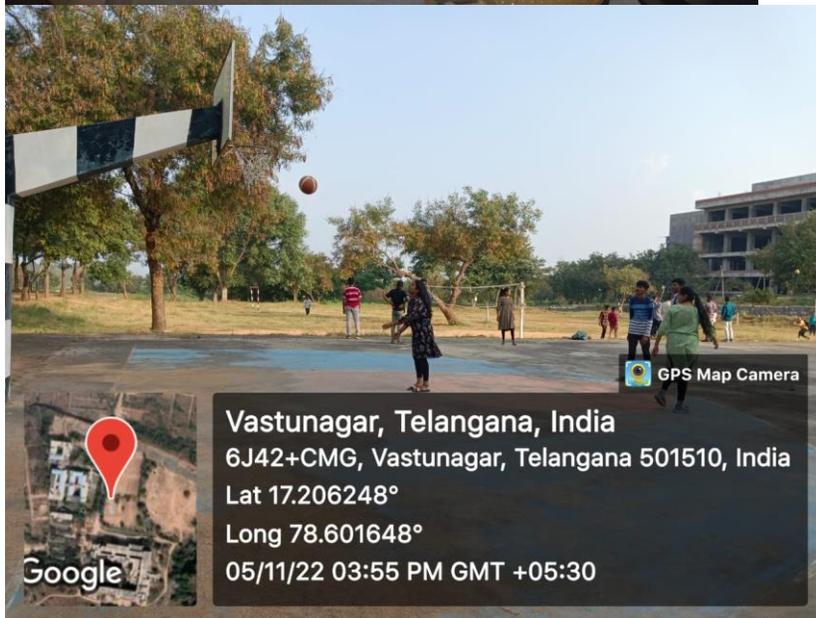 GPS Map Camera
Vastunagar, Telangana, India
6J42+CMG, Vastunagar, Telangana 501510, India
Lat 17.206248°
Long 78.601648°
05/11/22 03:55 PM GMT +05:30
Google